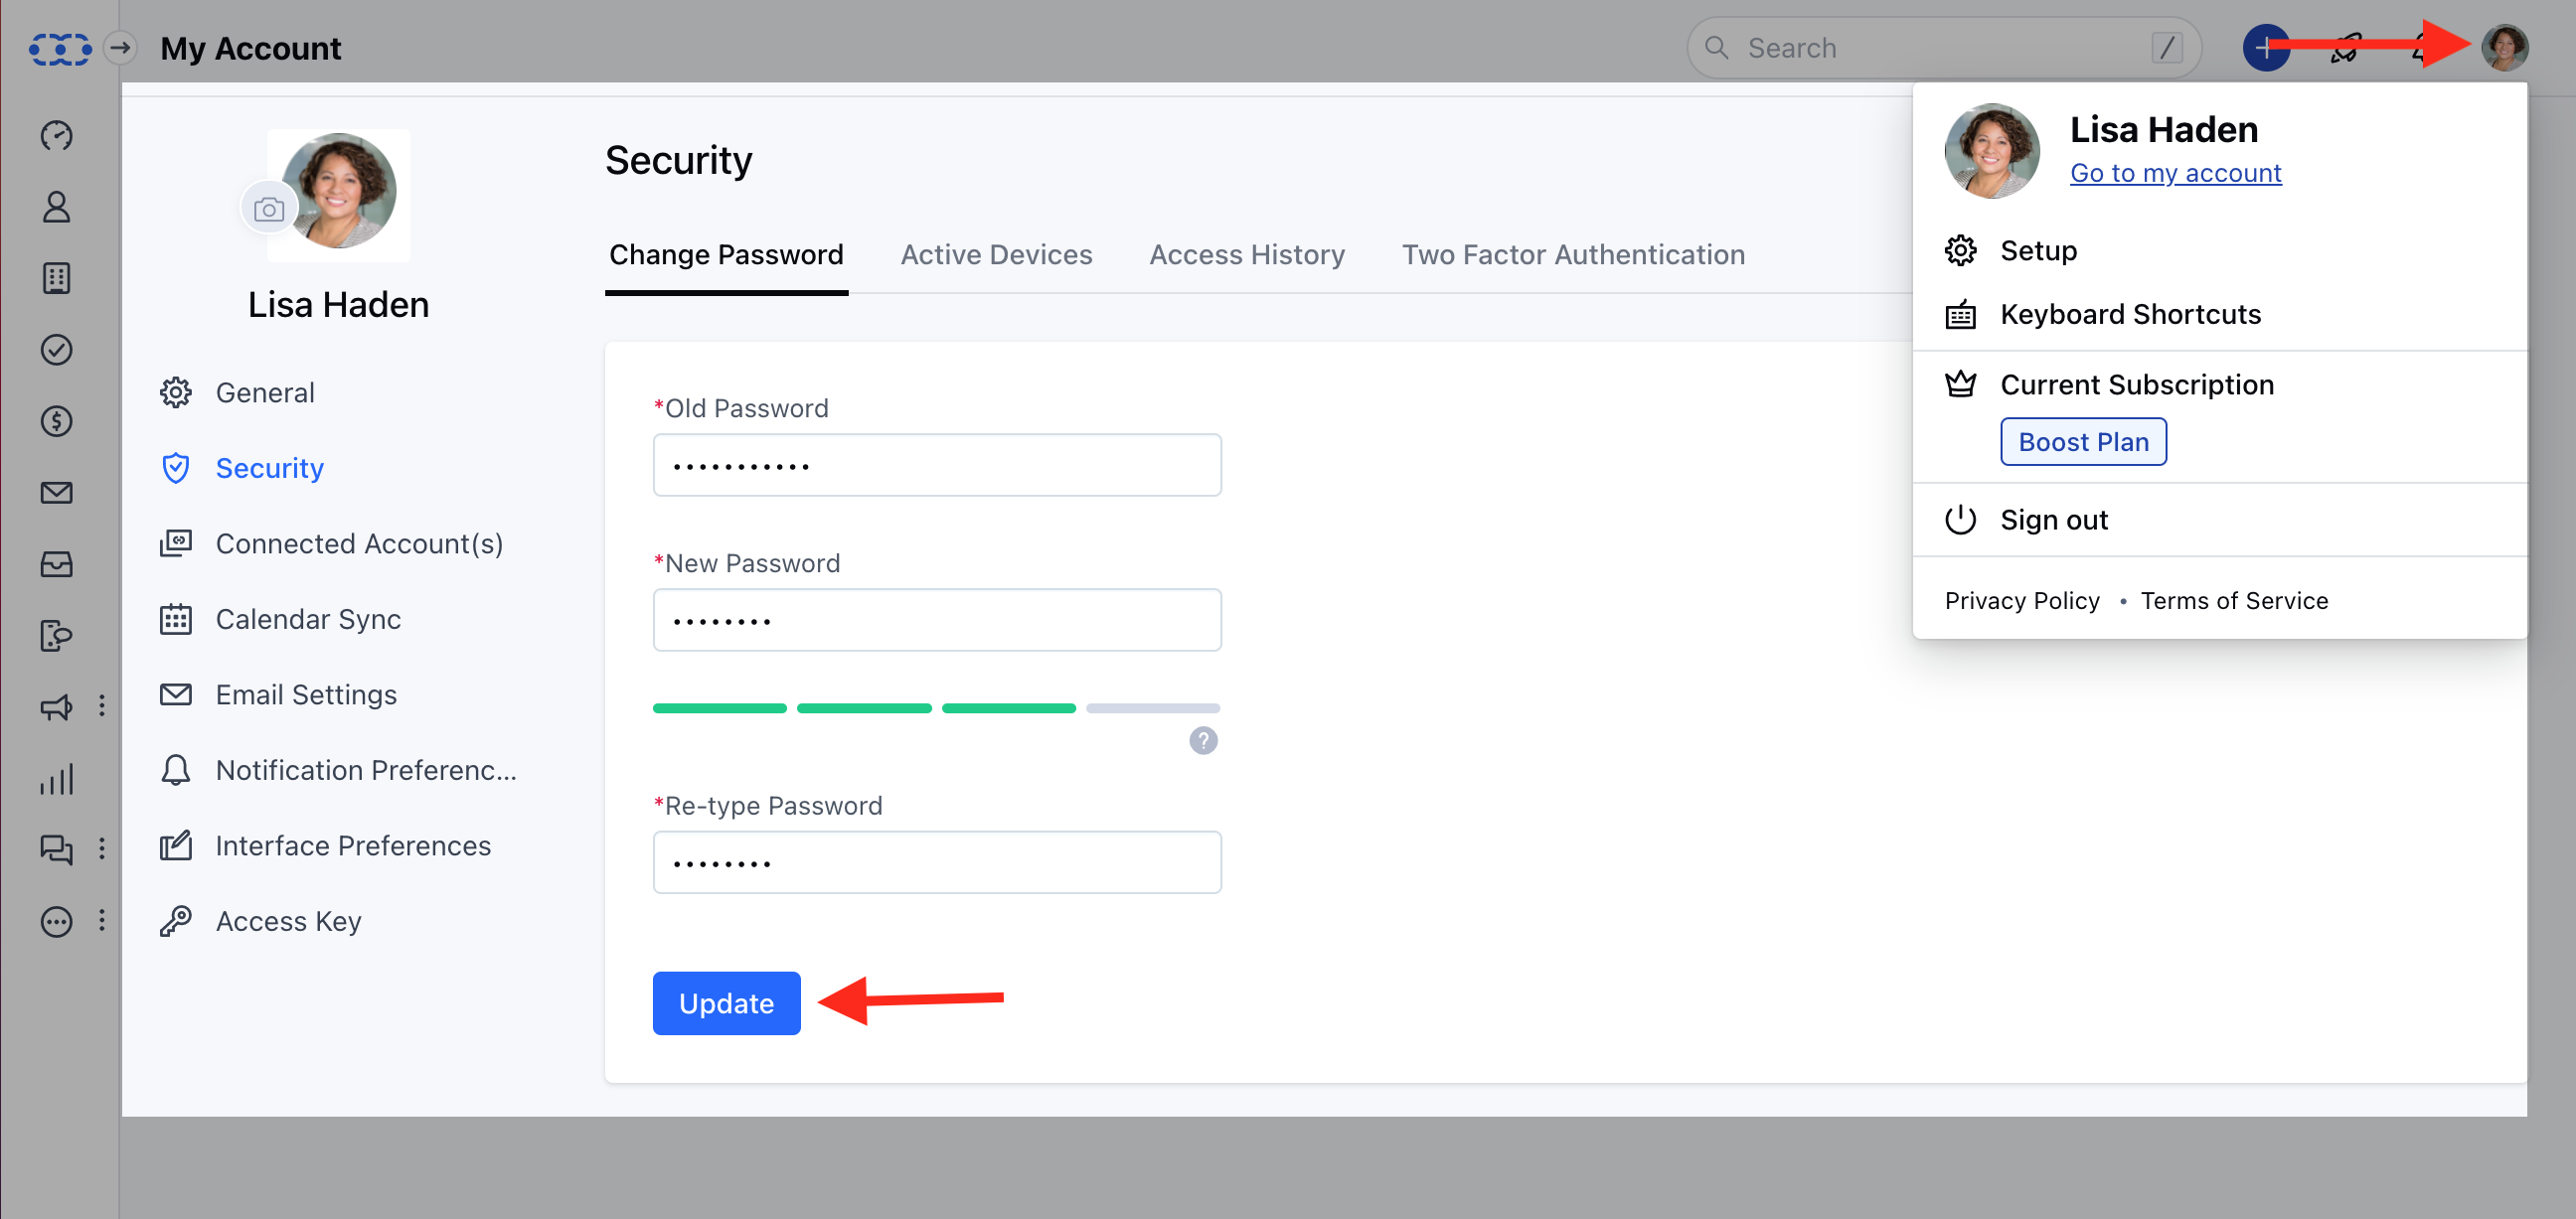 My Account
Search /
Lisa Haden
Go to my account
Setup
Keyboard Shortcuts
Current Subscription
Boost Plan
Sign out
Privacy Policy • Terms of Service
Lisa Haden
General
Security
Connected Account(s)
Calendar Sync
Email Settings
Notification Preferenc...
Interface Preferences
Access Key
Security
Change Password Active Devices Access History Two Factor Authentication
*Old Password
*New Password
?
*Re-type Password
Update